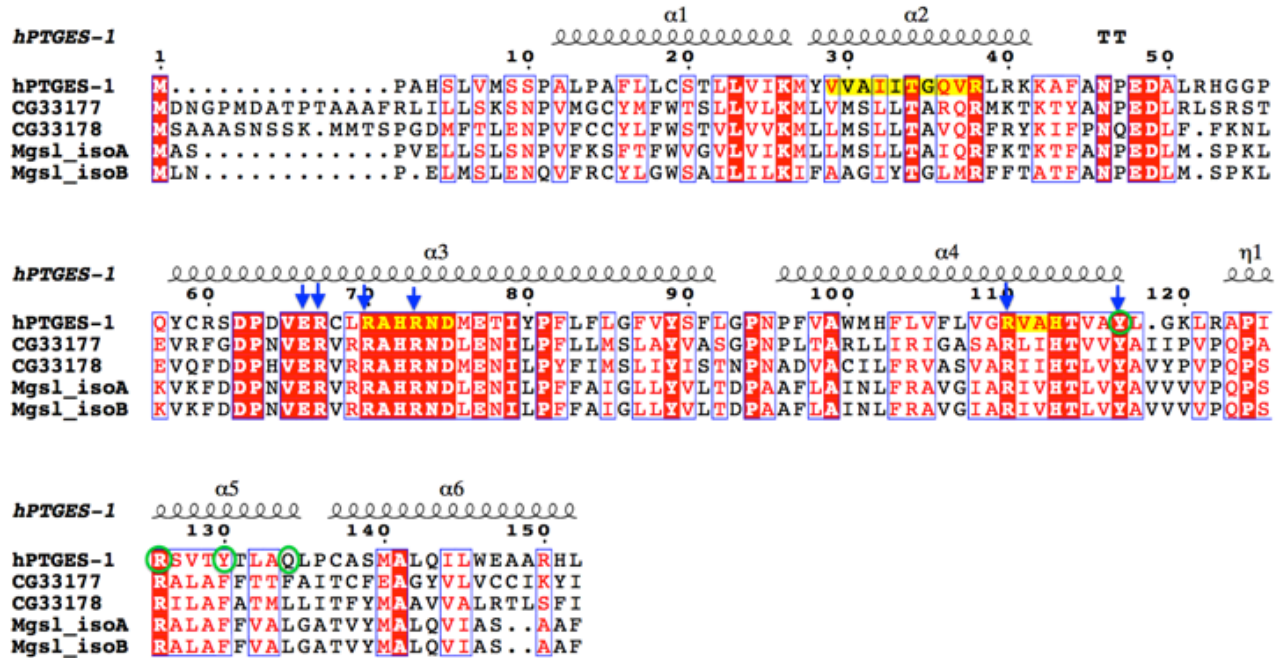 α1 α2
hPTGES-1 TT
1 10 20 30 40 50
hPTGES-1 M..............PAHSLVMSSPALPAFLLCSTLLVIKMYVVAIITGQVRLRKKAFANPEDALRHGGP
CG33177 MDNGPMDATPTAAAFRLILSKENPVMGCYMFWTSVLVLKMLVMSLLTARQRMKTKTYANPEDLRLSRST
CG33178 MSAAASNSSK.MMTSPGDMFTLENPVFCCYLFWSTVLVVKMLLMSLLTAVQRFRYKIFPNQEDLF.FKNL
Mgsl_isoA MAS............PVELLSLSNPVFKSFTFWVGVLVIKMLLMSLLTAIQRFKTKTFANPEDLM.SPKL
Mgsl_isoB MLN............P.ELMSLENQVFRCYLGWSAILILKIFAAGIYTGLMRFFTATFANPEDLM.SPKL
α3 α4 η1
hPTGES-1
60 70 80 90 100 110 120
hPTGES-1 QYCRSDPDVERCLRAHRNDMETIYPFLFLGFVYSFLGPNPFVAWMHFLVFLVGRVAHTVAYL.GKLRAPI
CG33177 EVRFGDPNVERVRRAHRNDLENILPFLLMSLAYVASGPNPLTARLLIRIGASARLIHTVVYAIIPVPQPA
CG33178 EVQFDDPHVERVRRAHRNDLENILPYFIMSLIYISTNPNADVACILFRVASVARIIHTLVYAVYPVPQPS
Mgsl_isoA KVKFDDPNVERVRRAHRNDLENILPFFAIGLLYVLTDPAAFLAINLFRAVGIARIVHTLVYAVVVVPQPS
Mgsl_isoB KVKFDDPNVERVRRAHRNDLENILPFFAIGLLYVLTDPAAFLAINLFRAVGIARIVHTLVYAVVVVPQPS
α5 α6
hPTGES-1
130 140 150
hPTGES-1 RSVTYTLAQLPCASMALQILWEAARHL
CG33177 RALAFFTTFAITCFEAGYVLVCCIKYI
CG33178 RILAFATMLLITFYMAAVVALRTLSFI
Mgsl_isoA RALAFFVALGATVYMALQVIAS..AAF
Mgsl_isoB RALAFFVALGATVYMALQVIAS..AAF